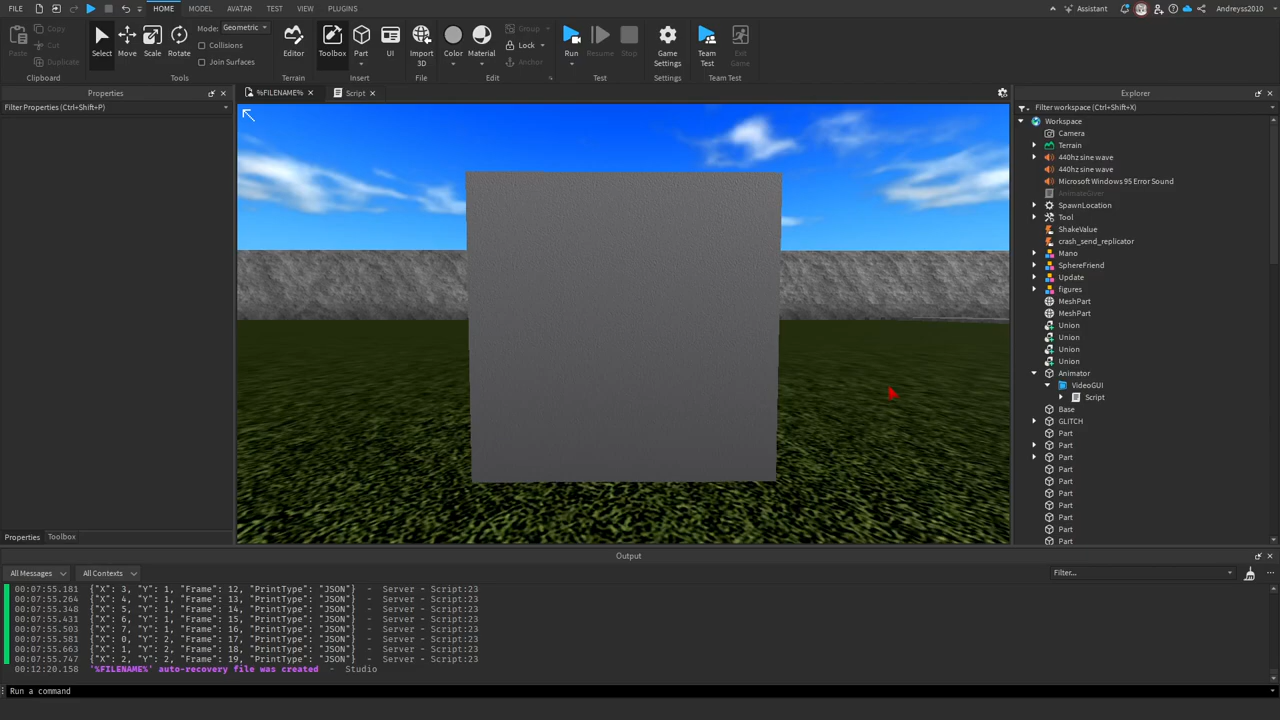 FILE HOME MODEL AVATAR TEST VIEW PLUGINS Assistant Andreyss2010
Paste Copy Cut Duplicate Clipboard
Select Move Scale Rotate Mode: Geometric Collisions Join Surfaces Tools
Editor Terrain
Toolbox Part UI Insert
Import 3D File
Color Material Group Lock Anchor Edit
Run Resume Stop Test
Game Settings Settings
Team Test Exit Game Team Test
Properties
Filter Properties (Ctrl+Shift+P)
%FILENAME% Script
Explorer
Filter workspace (Ctrl+Shift+X)
Workspace
Camera
Terrain
440hz sine wave
440hz sine wave
Microsoft Windows 95 Error Sound
AnimateGiver
SpawnLocation
Tool
ShakeValue
crash_send_replicator
Mano
SphereFriend
Update
figures
MeshPart
MeshPart
Union
Union
Union
Union
Animator
VideoGUI
Script
Base
GLITCH
Part
Part
Part
Part
Part
Part
Part
Part
Part
Part
Properties Toolbox
Output
All Messages All Contexts Filter...
00:07:55.181 {"X": 3, "Y": 1, "Frame": 12, "PrintType": "JSON"} - Server - Script:23
00:07:55.264 {"X": 4, "Y": 1, "Frame": 13, "PrintType": "JSON"} - Server - Script:23
00:07:55.348 {"X": 5, "Y": 1, "Frame": 14, "PrintType": "JSON"} - Server - Script:23
00:07:55.431 {"X": 6, "Y": 1, "Frame": 15, "PrintType": "JSON"} - Server - Script:23
00:07:55.503 {"X": 7, "Y": 1, "Frame": 16, "PrintType": "JSON"} - Server - Script:23
00:07:55.581 {"X": 0, "Y": 2, "Frame": 17, "PrintType": "JSON"} - Server - Script:23
00:07:55.663 {"X": 1, "Y": 2, "Frame": 18, "PrintType": "JSON"} - Server - Script:23
00:07:55.747 {"X": 2, "Y": 2, "Frame": 19, "PrintType": "JSON"} - Server - Script:23
00:12:20.158 '%FILENAME%' auto-recovery file was created - Studio
Run a command